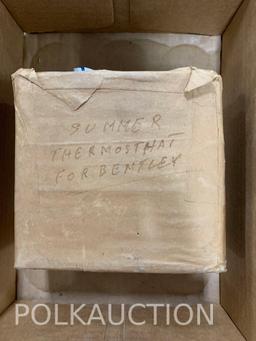 SUMMER
THERMOSTHAT
FOR BENTLEY
POLKAUCTION